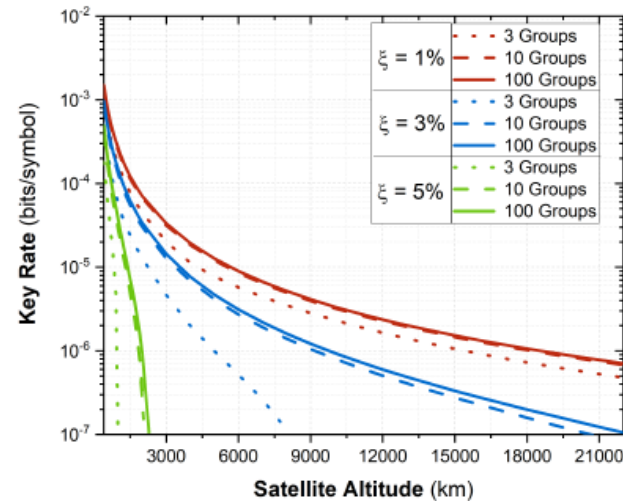 10^-2
10^-3
10^-4
10^-5
10^-6
10^-7
Key Rate (bits/symbol)
ξ = 1%
3 Groups
10 Groups
100 Groups
ξ = 3%
3 Groups
10 Groups
100 Groups
ξ = 5%
3 Groups
10 Groups
100 Groups
3000 6000 9000 12000 15000 18000 21000
Satellite Altitude (km)